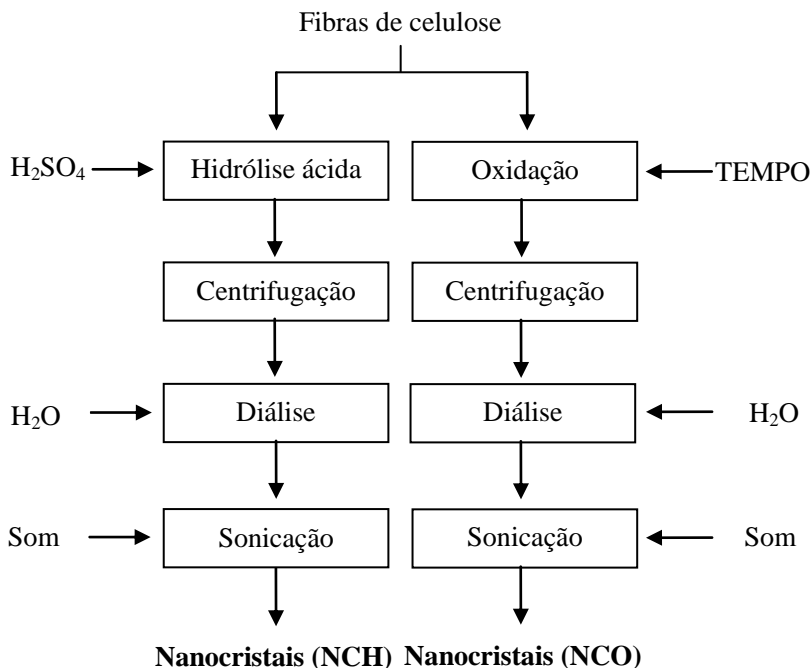 Fibras de celulose
H₂SO₄ Hidrólise ácida Oxidação TEMPO
Centrifugação Centrifugação
H₂O Diálise Diálise H₂O
Som Sonicação Sonicação Som
Nanocristais (NCH) Nanocristais (NCO)